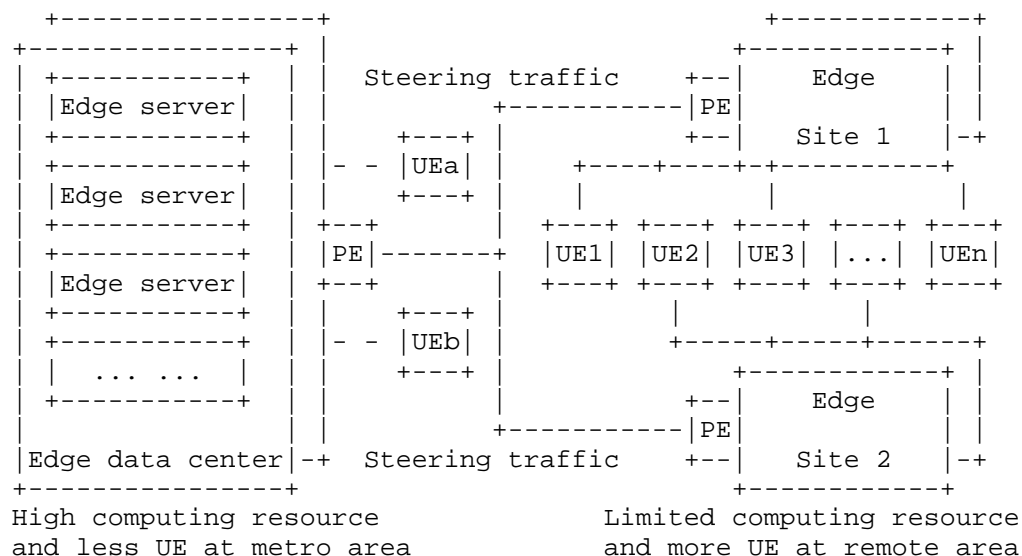 Steering traffic Edge
Edge server PE
Site 1
UEa
Edge server
PE UE1 UE2 UE3 ... UEn
Edge server
UEb
... ...
Edge
PE
Edge data center Steering traffic Site 2
High computing resource Limited computing resource
and less UE at metro area and more UE at remote area